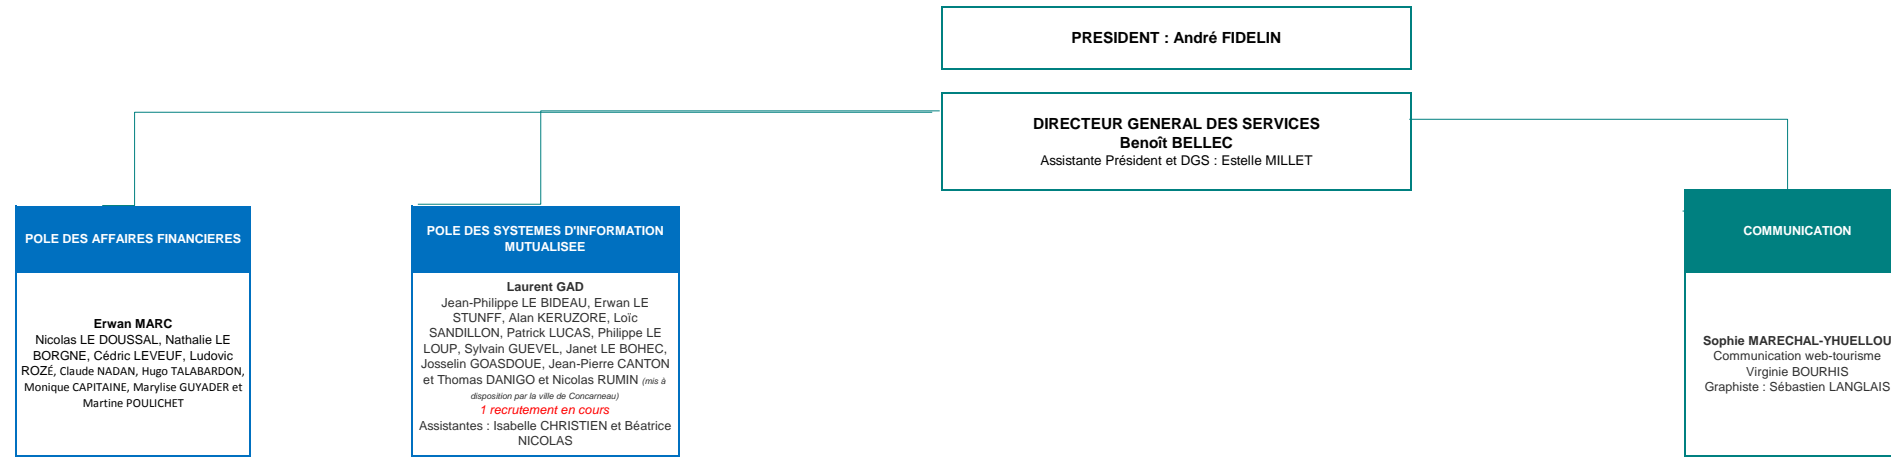 PRESIDENT : André FIDELIN
DIRECTEUR GENERAL DES SERVICES
Benoît BELLEC
Assistante Président et DGS : Estelle MILLET
POLE DES AFFAIRES FINANCIERES
Erwan MARC
Nicolas LE DOUSSAL, Nathalie LE
BORGNE, Cédric LEVEUF, Ludovic
ROZÉ, Claude NADAN, Hugo TALABARDON,
Monique CAPITAINE, Marylise GUYADER et
Martine POULICHET
POLE DES SYSTEMES D'INFORMATION
MUTUALISEE
Laurent GAD
Jean-Philippe LE BIDEAU, Erwan LE
STUNFF, Alan KERUZORE, Loïc
SANDILLON, Patrick LUCAS, Philippe LE
LOUP, Sylvain GUEVEL, Janet LE BOHEC,
Josselin GOASDOUE, Jean-Pierre CANTON
et Thomas DANIGO et Nicolas RUMIN (mis à
disposition par la ville de Concarneau)
1 recrutement en cours
Assistantes : Isabelle CHRISTIEN et Béatrice
NICOLAS
COMMUNICATION
Sophie MARECHAL-YHUELLOU
Communication web-tourisme
Virginie BOURHIS
Graphiste : Sébastien LANGLAIS